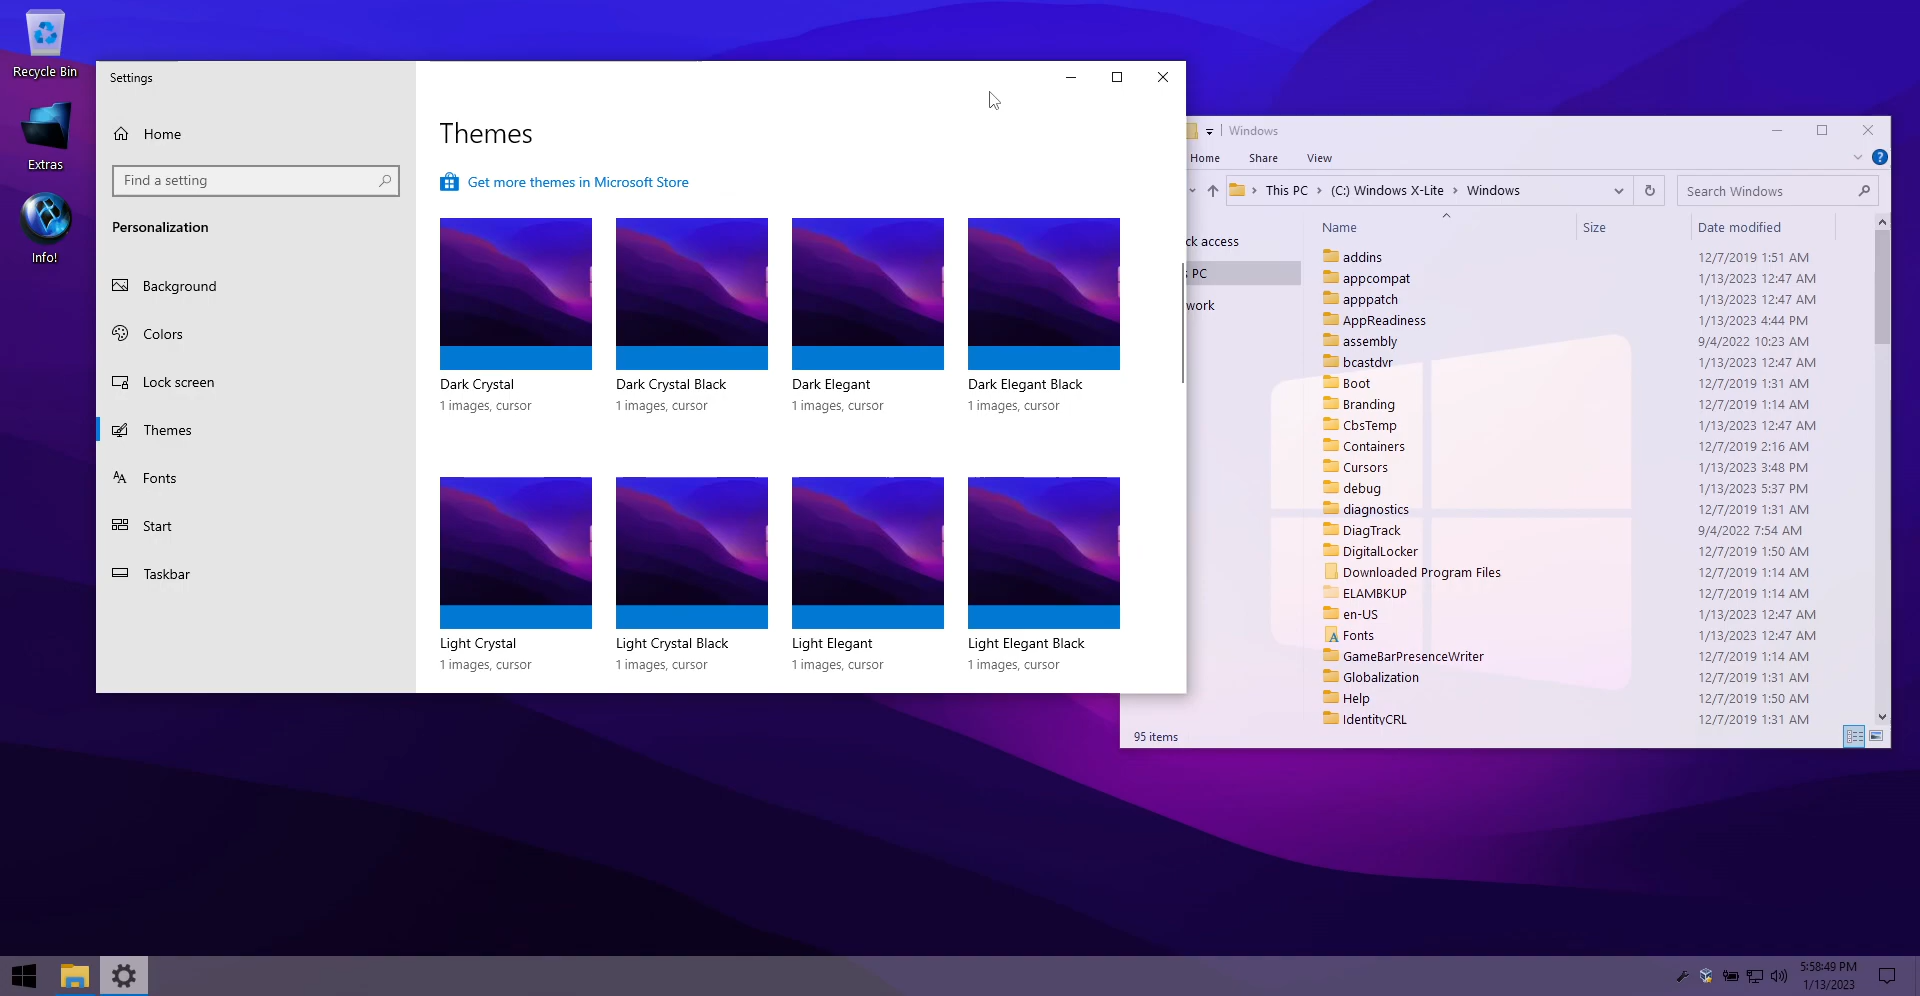 Recycle Bin
Extras
Info!
Settings
Home
Find a setting
Personalization
Background
Colors
Lock screen
Themes
Fonts
Start
Taskbar
Themes
Get more themes in Microsoft Store
Dark Crystal
1 images, cursor
Dark Crystal Black
1 images, cursor
Dark Elegant
1 images, cursor
Dark Elegant Black
1 images, cursor
Light Crystal
1 images, cursor
Light Crystal Black
1 images, cursor
Light Elegant
1 images, cursor
Light Elegant Black
1 images, cursor
Windows
Home Share View
This PC > (C:) Windows X-Lite > Windows
Search Windows
ck access
PC
work
Name Size Date modified
addins 12/7/2019 1:51 AM
appcompat 1/13/2023 12:47 AM
apppatch 1/13/2023 12:47 AM
AppReadiness 1/13/2023 4:44 PM
assembly 9/4/2022 10:23 AM
bcastdvr 1/13/2023 12:47 AM
Boot 12/7/2019 1:31 AM
Branding 12/7/2019 1:14 AM
CbsTemp 1/13/2023 12:47 AM
Containers 12/7/2019 2:16 AM
Cursors 1/13/2023 3:48 PM
debug 1/13/2023 5:37 PM
diagnostics 12/7/2019 1:31 AM
DiagTrack 9/4/2022 7:54 AM
DigitalLocker 12/7/2019 1:50 AM
Downloaded Program Files 12/7/2019 1:14 AM
ELAMBKUP 12/7/2019 1:14 AM
en-US 1/13/2023 12:47 AM
Fonts 1/13/2023 12:47 AM
GameBarPresenceWriter 12/7/2019 1:14 AM
Globalization 12/7/2019 1:31 AM
Help 12/7/2019 1:50 AM
IdentityCRL 12/7/2019 1:31 AM
95 items
5:58:49 PM
1/13/2023